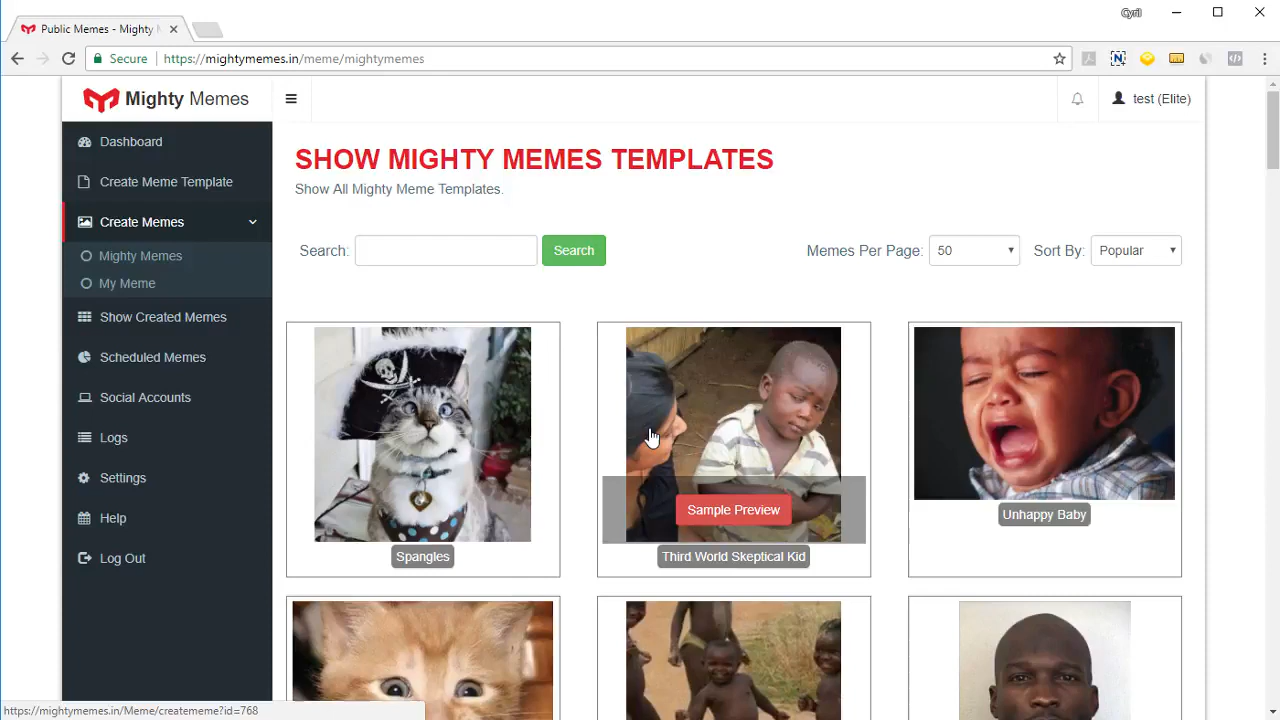 Public Memes - Mighty
Cyril
Secure
https://mightymemes.in/meme/mightymemes
Mighty Memes
test (Elite)
Dashboard
Create Meme Template
Create Memes
Mighty Memes
My Meme
Show Created Memes
Scheduled Memes
Social Accounts
Logs
Settings
Help
Log Out
SHOW MIGHTY MEMES TEMPLATES
Show All Mighty Meme Templates.
Search:
Search
Memes Per Page:
50
Sort By:
Popular
Spangles
Sample Preview
Third World Skeptical Kid
Unhappy Baby
https://mightymemes.in/Meme/creatememe?id=768